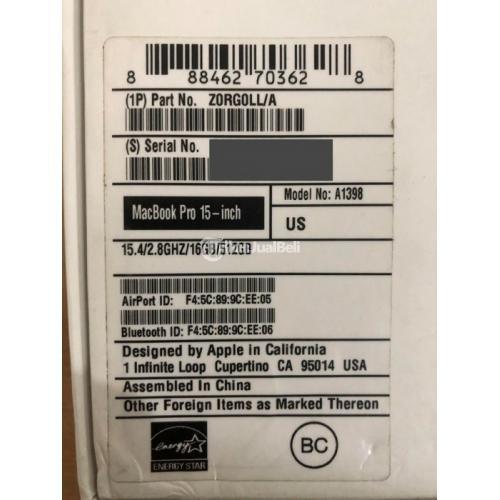 8 88462 70362 8
(1P) Part No. Z0RG0LL/A
(S) Serial No.
MacBook Pro 15-inch
Model No: A1398
US
15.4/2.8GHZ/16GB/512GB
JualBeli
AirPort ID: F4:5C:89:9C:EE:05
Bluetooth ID: F4:5C:89:9C:EE:06
Designed by Apple in California
1 Infinite Loop Cupertino CA 95014 USA
Assembled In China
Other Foreign Items as Marked Thereon
energy
ENERGY STAR
BC